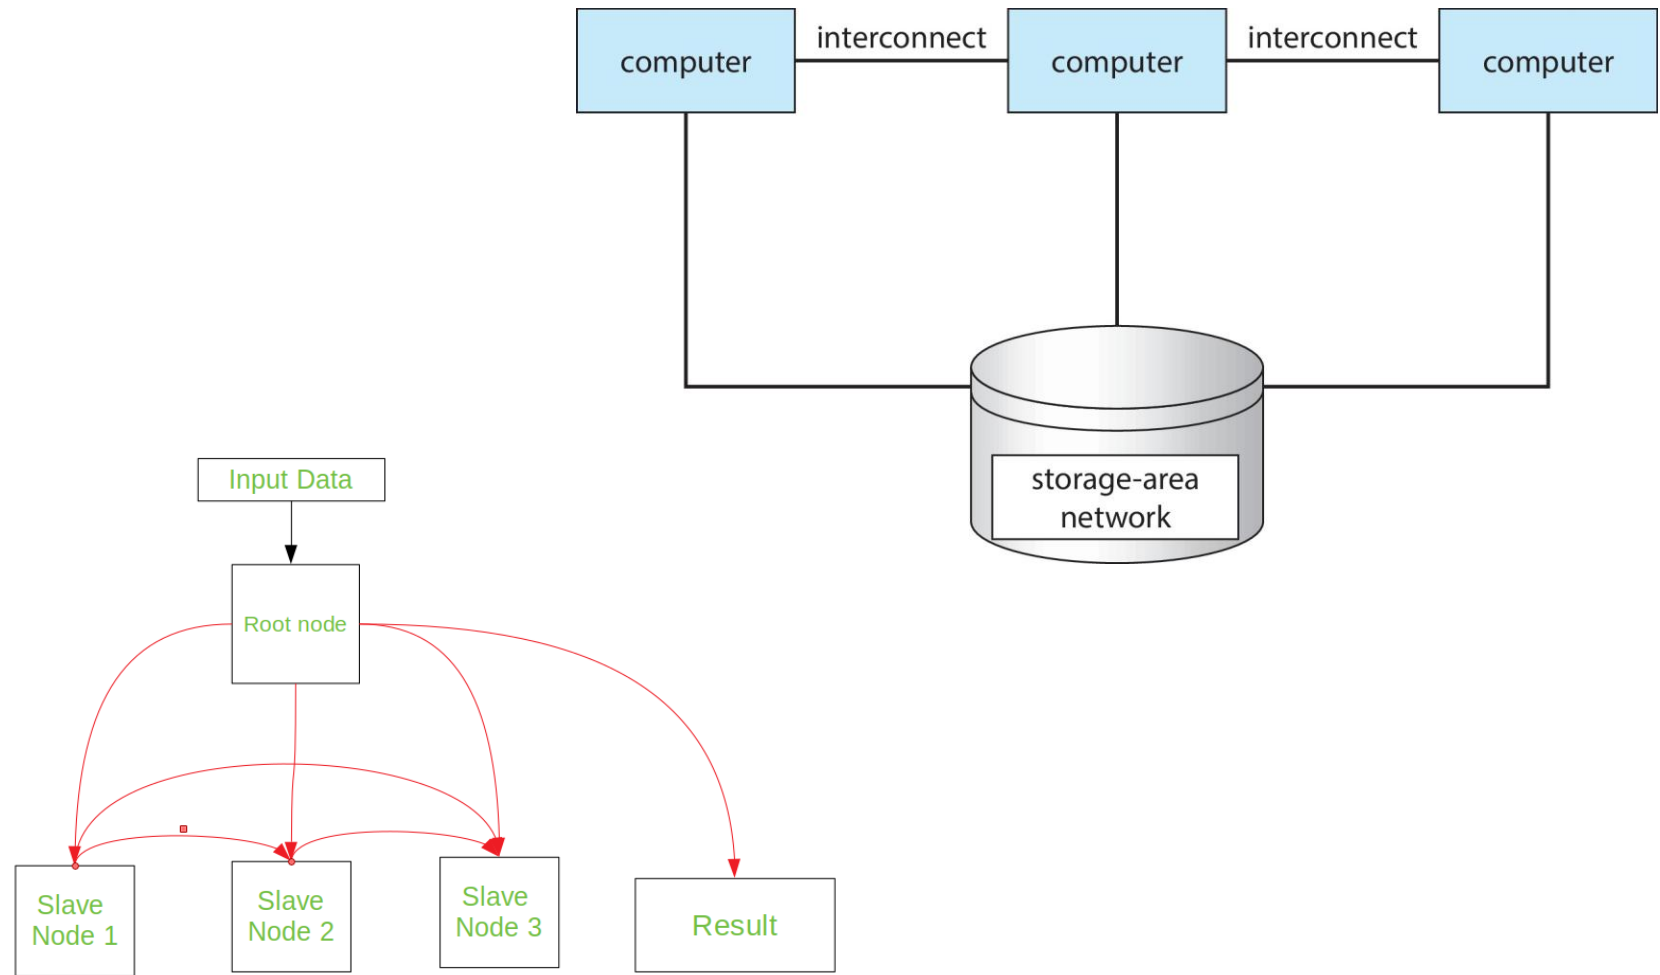 computer
interconnect
computer
interconnect
computer
storage-area
network
Input Data
Root node
Slave
Node 1
Slave
Node 2
Slave
Node 3
Result